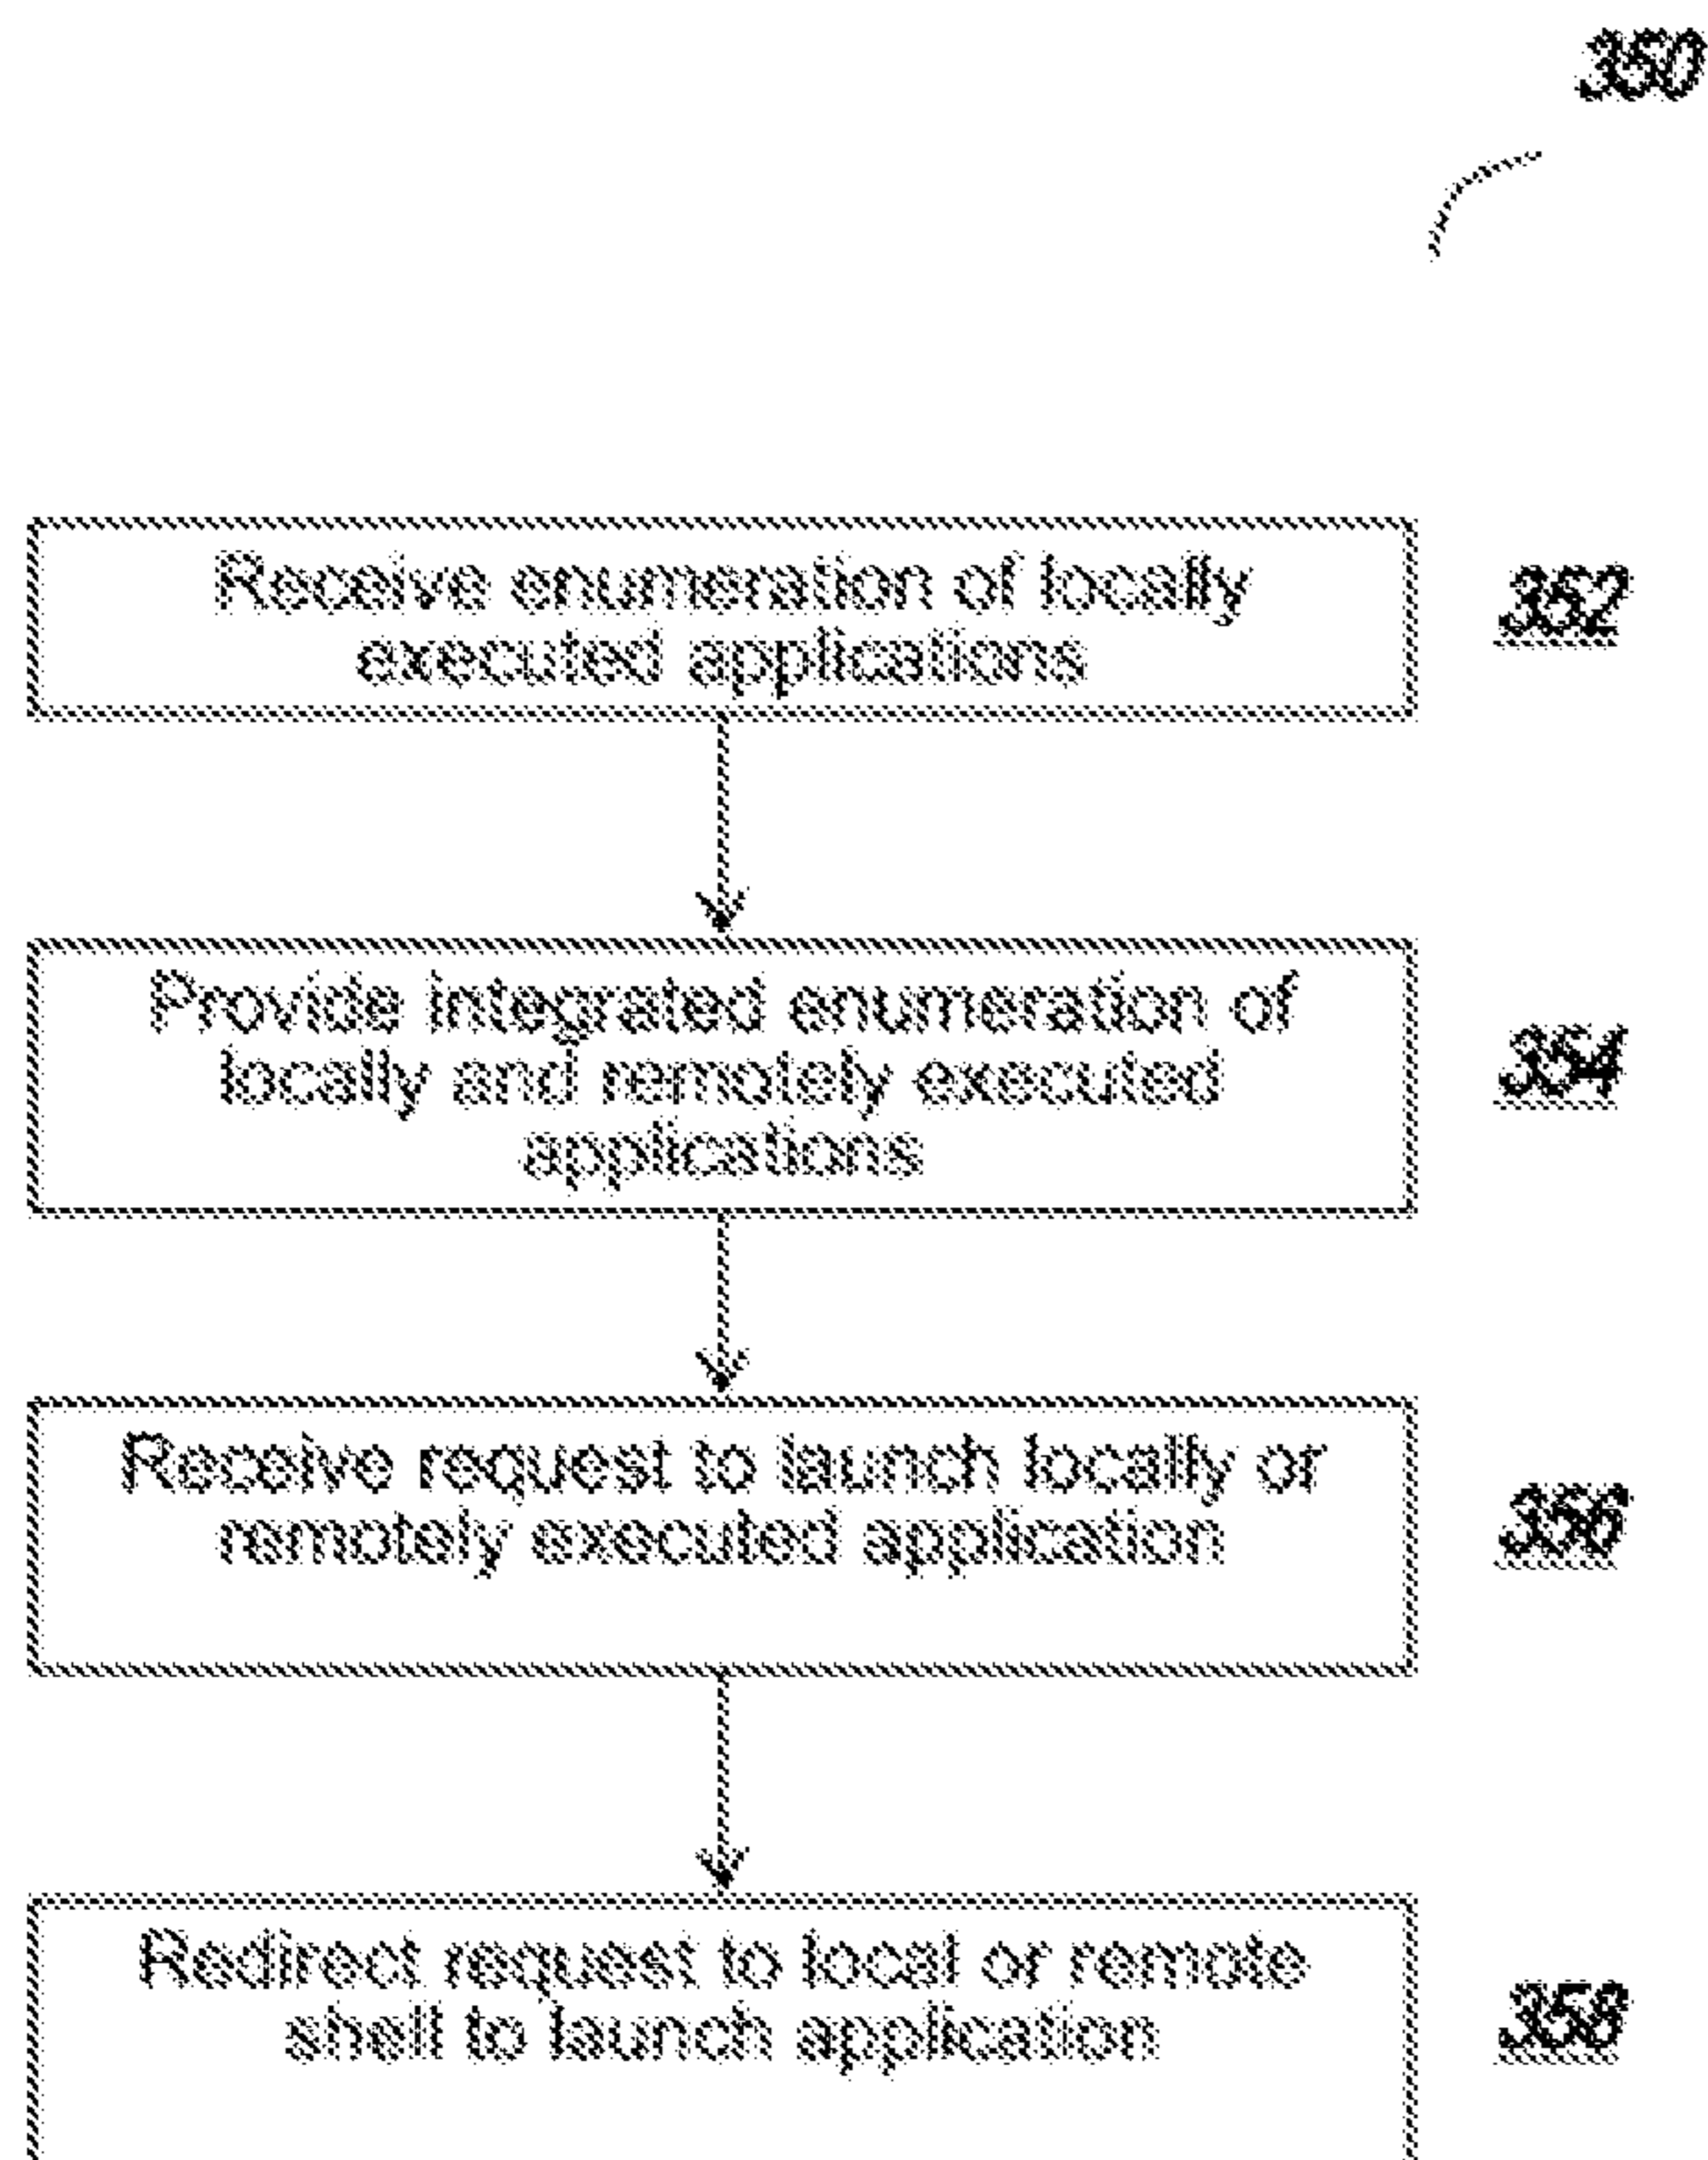 350
Receive enumeration of locally
executed applications
352
Provide integrated enumeration of
locally and remotely executed
applications
354
Receive request to launch locally or
remotely executed application
356
Redirect request to local or remote
shell to launch application
358